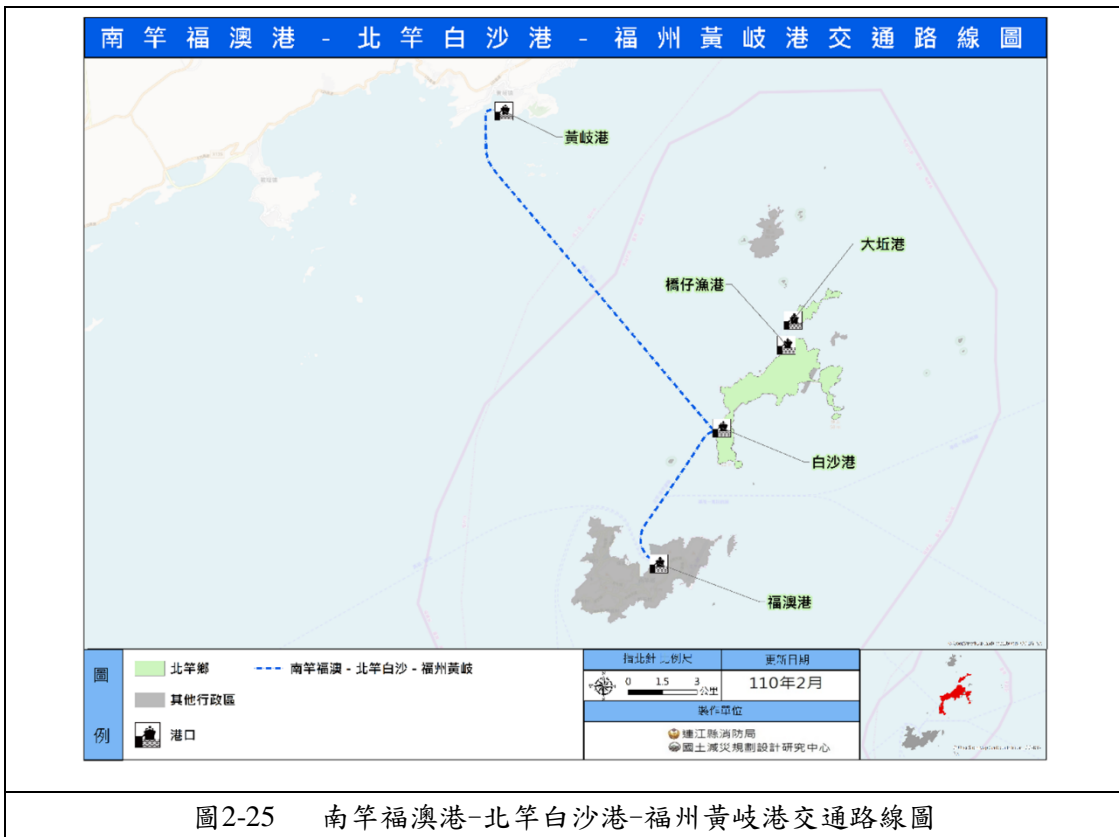 南竿福澳港-北竿白沙港-福州黃岐港交通路線圖
黃岐港
大坵港
橋仔漁港
白沙港
福澳港
圖例
北竿鄉
南竿福澳 - 北竿白沙 - 福州黃岐
其他行政區
港口
指北針 比例尺
更新日期
0 1.5 3
公里
110年2月
製作單位
連江縣消防局
國土減災規劃設計研究中心
圖2-25 南竿福澳港-北竿白沙港-福州黃岐港交通路線圖